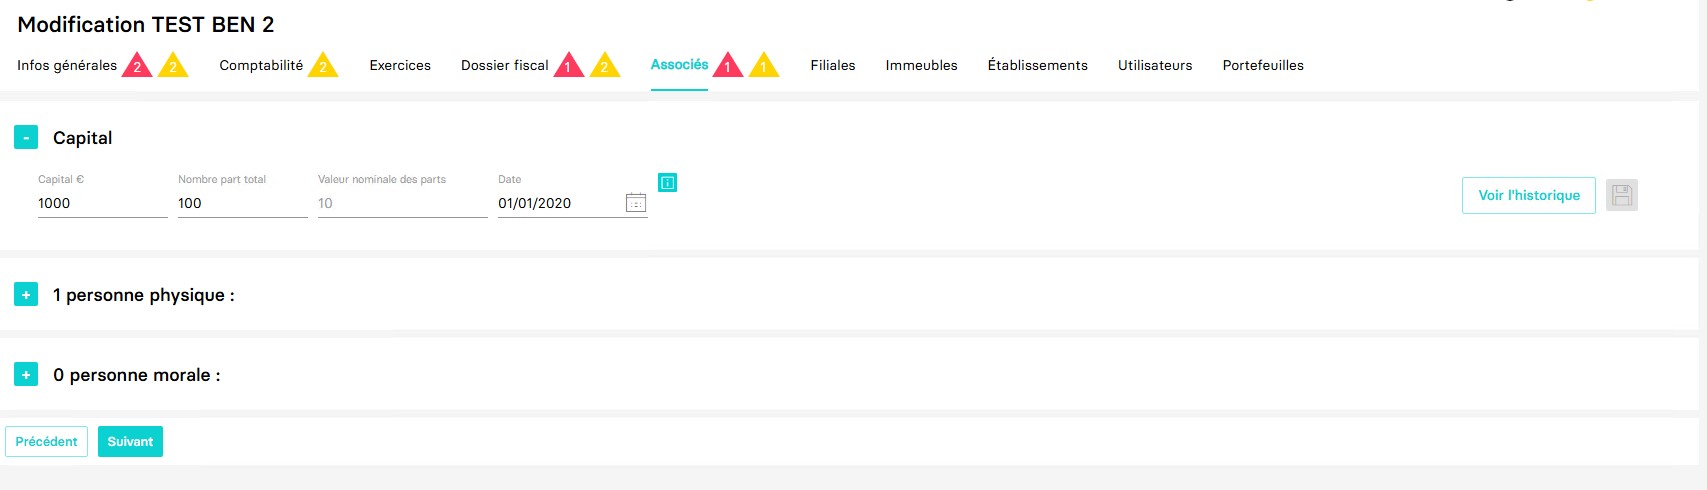 Modification TEST BEN 2
Infos générales 2 2 Comptabilité 2 Exercices Dossier fiscal 1 2 Associés 1 1 Filiales Immeubles Établissements Utilisateurs Portefeuilles
- Capital
Capital € Nombre part total Valeur nominale des parts Date
1000 100 10 01/01/2020
Voir l'historique
+ 1 personne physique :
+ 0 personne morale :
Précédent Suivant